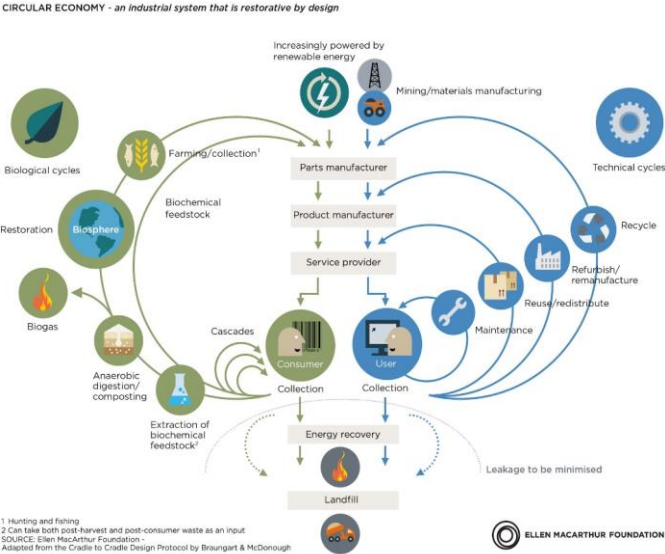 CIRCULAR ECONOMY - an industrial system that is restorative by design
Increasingly powered by
renewable energy
Mining/materials manufacturing
Biological cycles
Farming/collection¹
Parts manufacturer
Technical cycles
Biochemical
feedstock
Product manufacturer
Restoration
Biosphere
Recycle
Service provider
Refurbish/
remanufacture
Reuse/redistribute
Biogas
Cascades
Maintenance
Consumer
User
Anaerobic
digestion/
composting
Collection
Collection
Extraction of
biochemical
feedstock²
Energy recovery
Leakage to be minimised
Landfill
1 Hunting and fishing
2 Can take both post-harvest and post-consumer waste as an input
SOURCE: Ellen MacArthur Foundation -
Adapted from the Cradle to Cradle Design Protocol by Braungart & McDonough
ELLEN MACARTHUR FOUNDATION